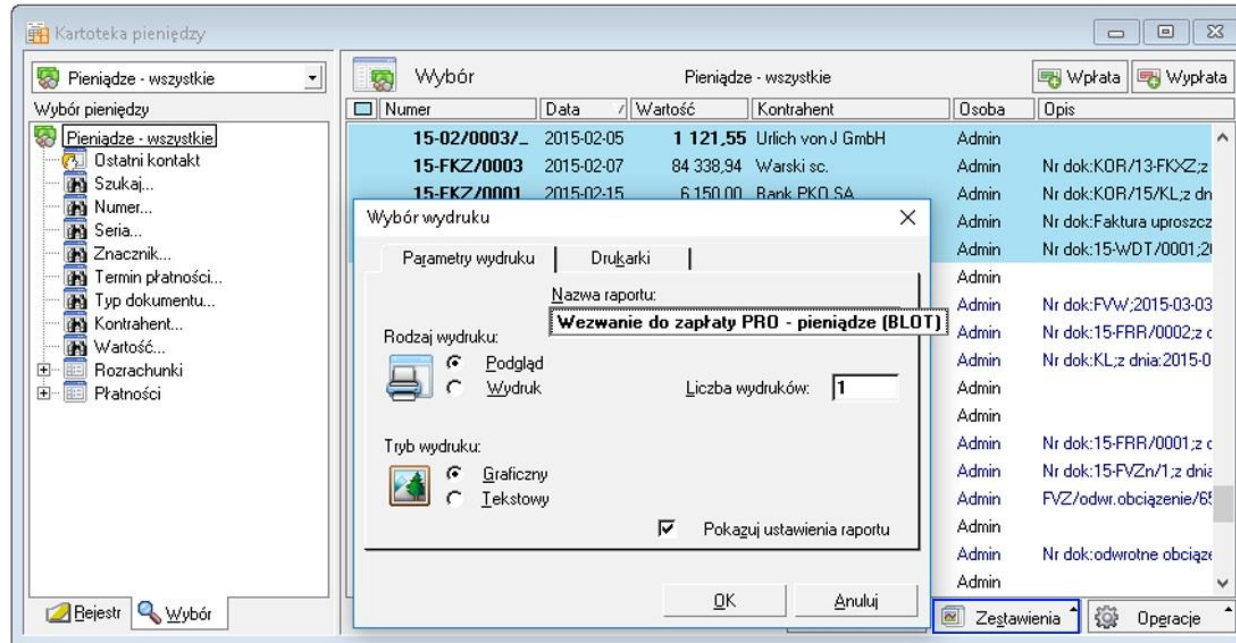 Kartoteka pieniędzy
Pieniądze - wszystkie
Wybór pieniędzy
Pieniądze - wszystkie
Ostatni kontakt
Szukaj...
Numer...
Seria...
Znacznik...
Termin płatności...
Typ dokumentu...
Kontrahent...
Wartość...
Rozrachunki
Płatności
Rejestr Wybór
Wybór Pieniądze - wszystkie Wpłata Wypłata
Numer Data Wartość Kontrahent Osoba Opis
15-02/0003/_ 2015-02-05 1 121,55 Urlich von J GmbH Admin
15-FKZ/0003 2015-02-07 84 338,94 Warski sc. Admin Nr dok:KOR/13-FKXZ;z
15-FKZ/0001 2015-02-15 6 150,00 Bank PKO SA Admin Nr dok:KOR/15/KL;z dn
Admin Nr dok:Faktura uproszcz
Admin Nr dok:15-WDT/0001;20
Admin
Admin Nr dok:FVW;2015-03-03
Admin Nr dok:15-FRR/0002;z d
Admin Nr dok:KL;z dnia:2015-0
Admin
Admin
Admin Nr dok:15-FRR/0001;z d
Admin Nr dok:15-FVZn/1;z dnia
Admin FVZ/odwr.obciązenie/65
Admin
Admin Nr dok:odwrotne obciąże
Admin
Wybór wydruku
Parametry wydruku Drukarki
Nazwa raportu:
Wezwanie do zapłaty PRO - pieniądze (BLOT)
Rodzaj wydruku:
Podgląd
Wydruk Liczba wydruków: 1
Tryb wydruku:
Graficzny
Tekstowy
Pokazuj ustawienia raportu
OK Anuluj
Zestawienia Operacje